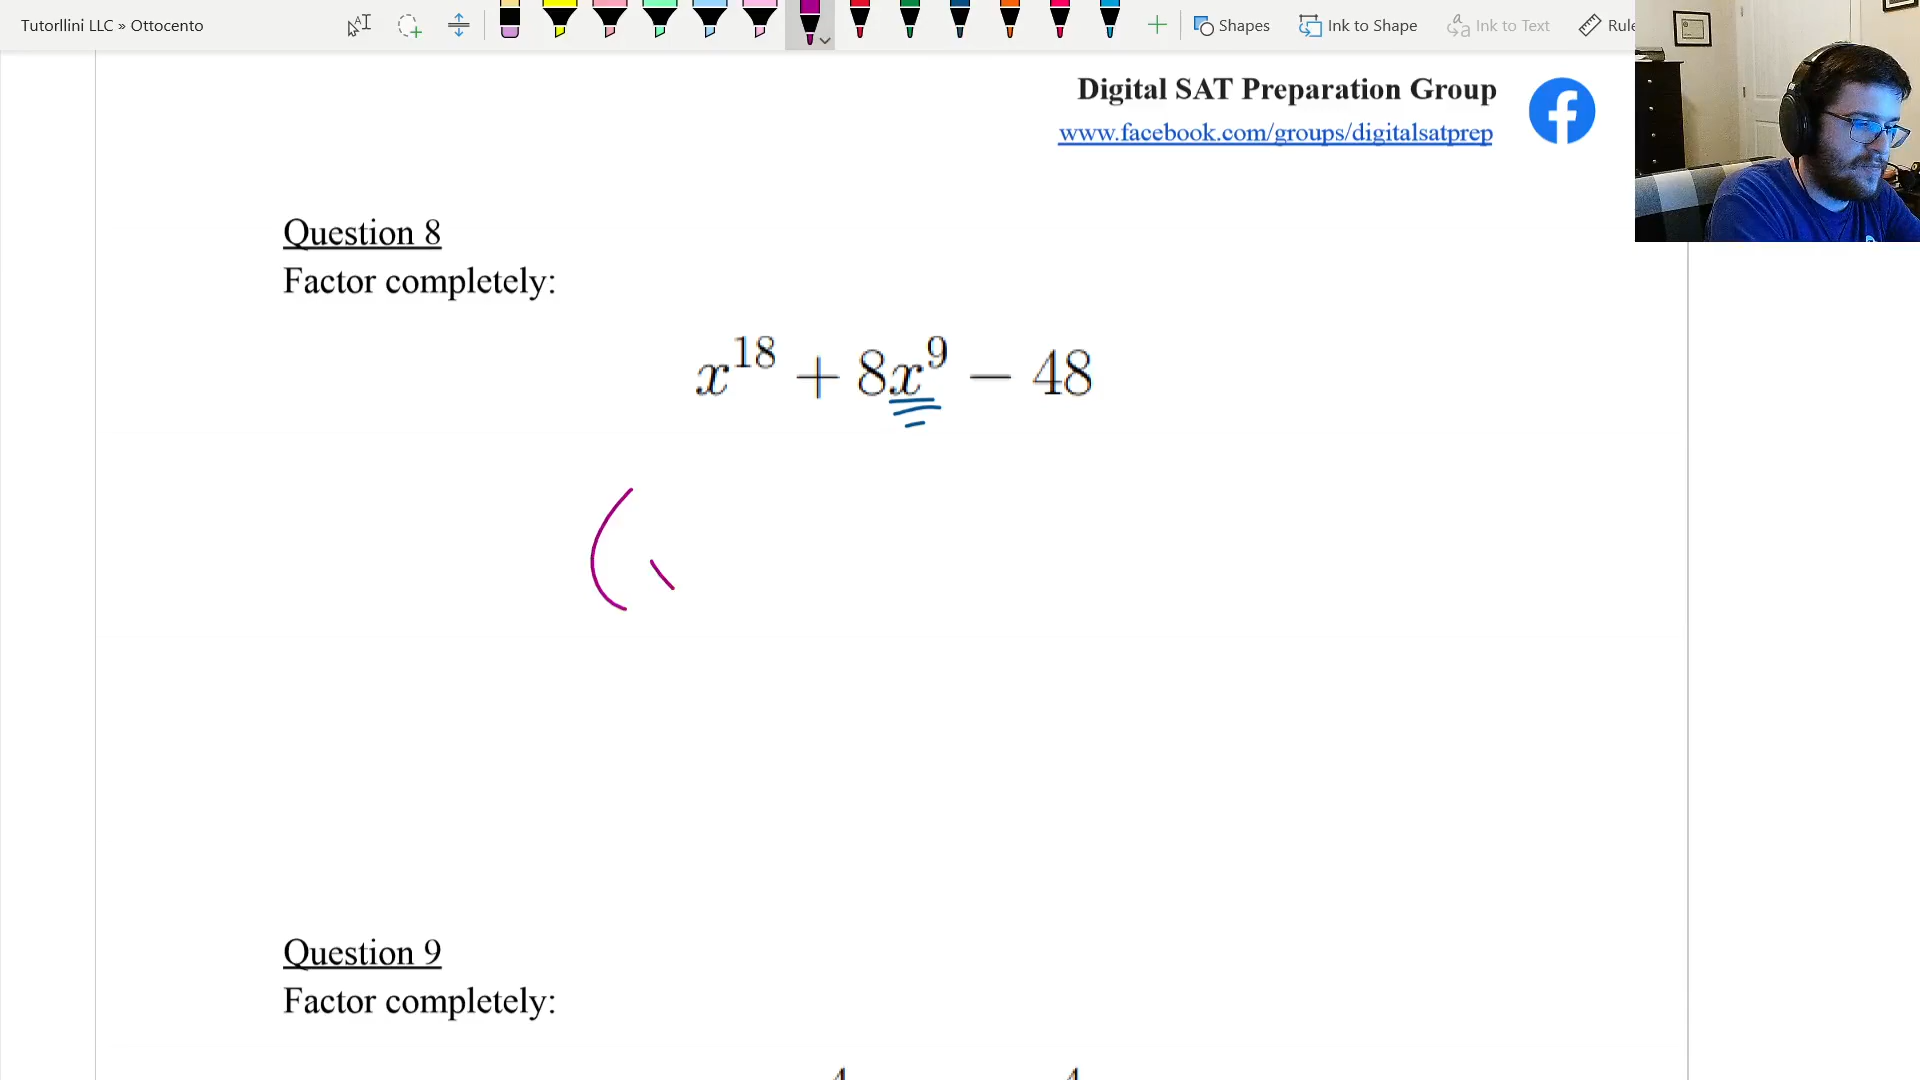 Tutorllini LLC » Ottocento
Shapes
Ink to Shape
Ink to Text
Digital SAT Preparation Group
www.facebook.com/groups/digitalsatprep
Question 8
Factor completely:
x^18 + 8x^9 − 48
(
Question 9
Factor completely: